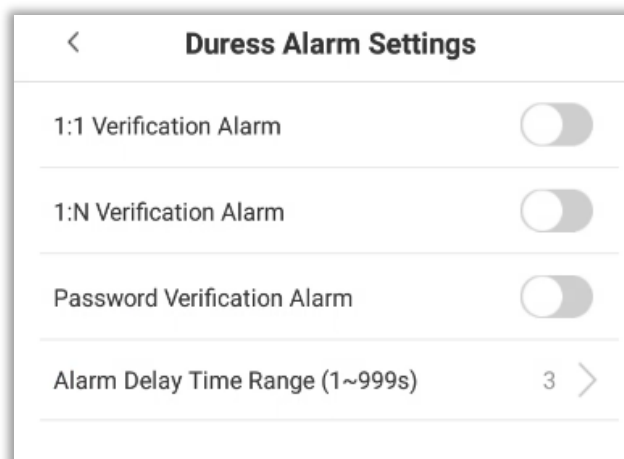 Duress Alarm Settings
1:1 Verification Alarm
1:N Verification Alarm
Password Verification Alarm
Alarm Delay Time Range (1~999s) 3